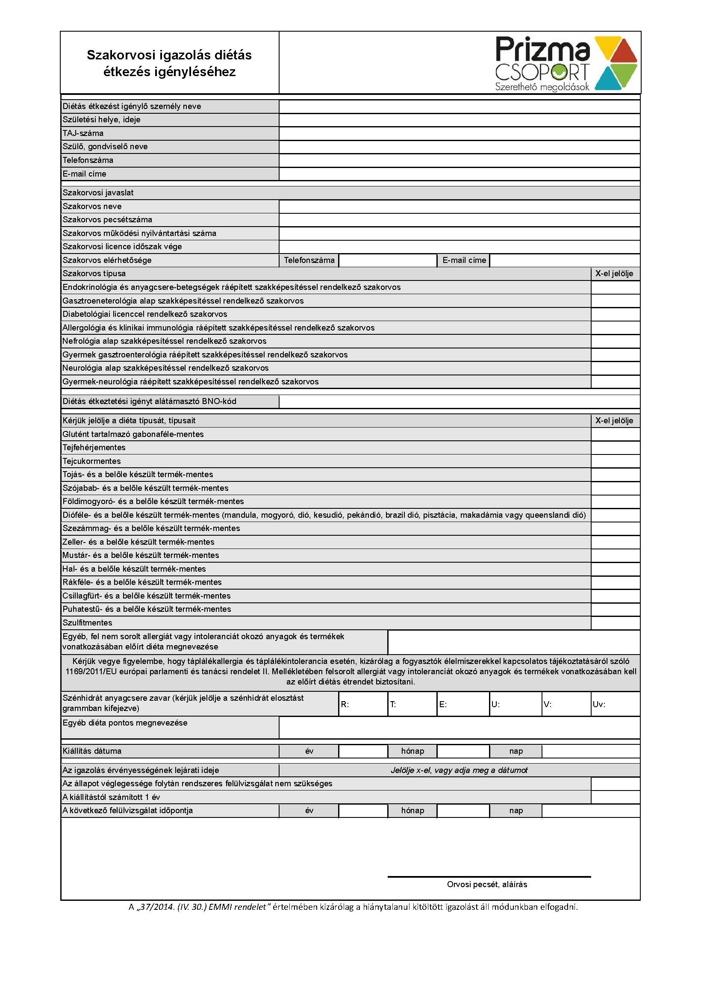 Szakorvosi igazolás diétás
étkezés igényléséhez
Prizma
CSOPORT
Szerethető megoldások
Diétás étkezést igénylő személy neve
Születési helye, ideje
TAJ-száma
Szülő, gondviselő neve
Telefonszáma
E-mail címe
Szakorvosi javaslat
Szakorvos neve
Szakorvos pecsétszáma
Szakorvos működési nyilvántartási száma
Szakorvosi licence időszak vége
Szakorvos elérhetősége Telefonszáma E-mail címe
Szakorvos típusa X-el jelölje
Endokrinológia és anyagcsere-betegségek ráépített szakképesítéssel rendelkező szakorvos
Gasztroeneterológia alap szakképesítéssel rendelkező szakorvos
Diabetológiai licenccel rendelkező szakorvos
Allergológia és klinikai immunológia ráépített szakképesítéssel rendelkező szakorvos
Nefrológia alap szakképesítéssel rendelkező szakorvos
Gyermek gasztroenterológia ráépített szakképesítéssel rendelkező szakorvos
Neurológia alap szakképesítéssel rendelkező szakorvos
Gyermek-neurológia ráépített szakképesítéssel rendelkező szakorvos
Diétás étkeztetési igényt alátámasztó BNO-kód
Kérjük jelölje a diéta típusát, típusait X-el jelölje
Glutént tartalmazó gabonaféle-mentes
Tejfehérjementes
Tejcukormentes
Tojás- és a belőle készült termék-mentes
Szójabab- és a belőle készült termék-mentes
Földimogyoró- és a belőle készült termék-mentes
Dióféle- és a belőle készült termék-mentes (mandula, mogyoró, dió, kesudió, pekándió, brazil dió, pisztácia, makadámia vagy queenslandi dió)
Szezámmag- és a belőle készült termék-mentes
Zeller- és a belőle készült termék-mentes
Mustár- és a belőle készült termék-mentes
Hal- és a belőle készült termék-mentes
Rákféle- és a belőle készült termék-mentes
Csillagfürt- és a belőle készült termék-mentes
Puhatestű- és a belőle készült termék-mentes
Szulfitmentes
Egyéb, fel nem sorolt allergiát vagy intoleranciát okozó anyagok és termékek
vonatkozásában előírt diéta megnevezése
Kérjük vegye figyelembe, hogy táplálékallergia és táplálékintolerancia esetén, kizárólag a fogyasztók élelmiszerekkel kapcsolatos tájékoztatásáról szóló
1169/2011/EU európai parlamenti és tanácsi rendelet II. Mellékletében felsorolt allergiát vagy intoleranciát okozó anyagok és termékek vonatkozásában kell
az előírt diétás étrendet biztosítani.
Szénhidrát anyagcsere zavar (kérjük jelölje a szénhidrát elosztást
grammban kifejezve) R: T: E: U: V: Uv:
Egyéb diéta pontos megnevezése
Kiállítás dátuma év hónap nap
Az igazolás érvényességének lejárati ideje Jelölje x-el, vagy adja meg a dátumot
Az állapot véglegessége folytán rendszeres felülvizsgálat nem szükséges
A kiállítástól számított 1 év
A következő felülvizsgálat időpontja év hónap nap
Orvosi pecsét, aláírás
A „37/2014. (IV. 30.) EMMI rendelet” értelmében kizárólag a hiánytalanul kitöltött igazolást áll módunkban elfogadni.